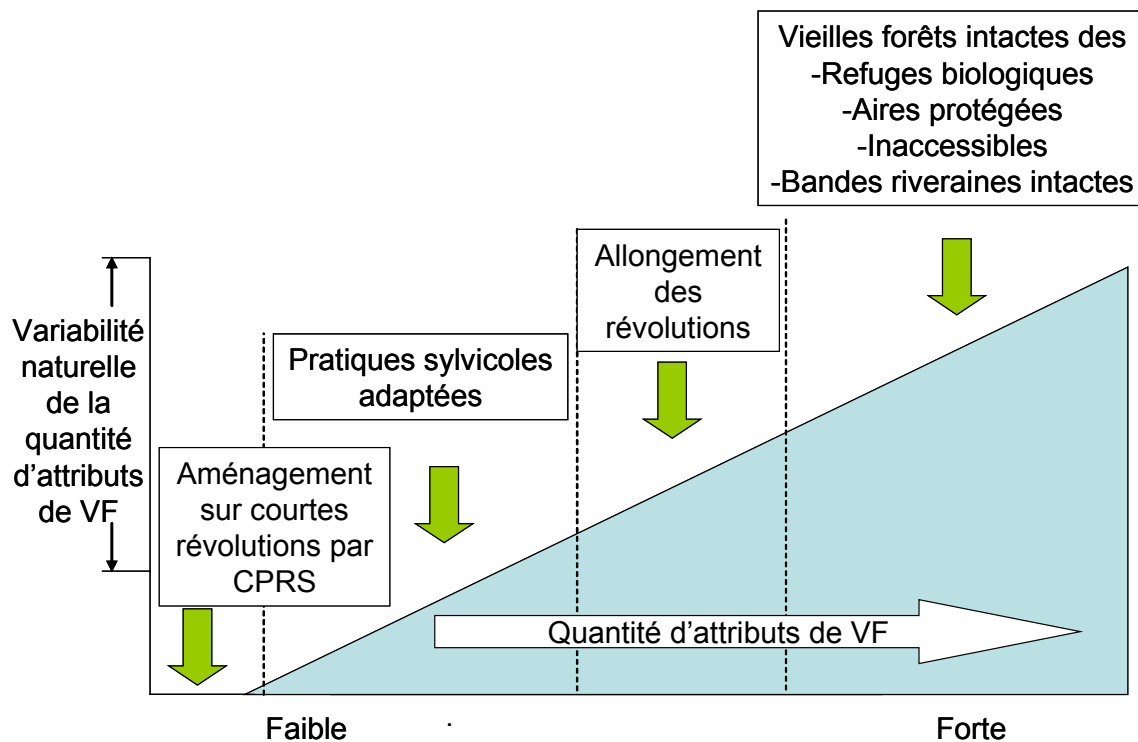 Vieilles forêts intactes des
-Refuges biologiques
-Aires protégées
-Inaccessibles
-Bandes riveraines intactes
Allongement
des
révolutions
Variabilité
naturelle
de la
quantité
d'attributs
de VF
Pratiques sylvicoles
adaptées
Aménagement
sur courtes
révolutions par
CPRS
Quantité d'attributs de VF
Faible
Forte